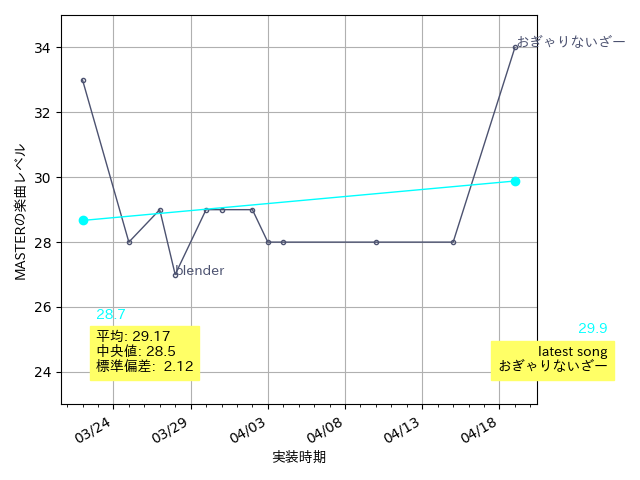 34
おぎゃりないざー
32
30
28
blender
26
24
MASTERの楽曲レベル
28.7
平均: 29.17
中央値: 28.5
標準偏差: 2.12
29.9
latest song
おぎゃりないざー
03/24
03/29
04/03
04/08
04/13
04/18
実装時期